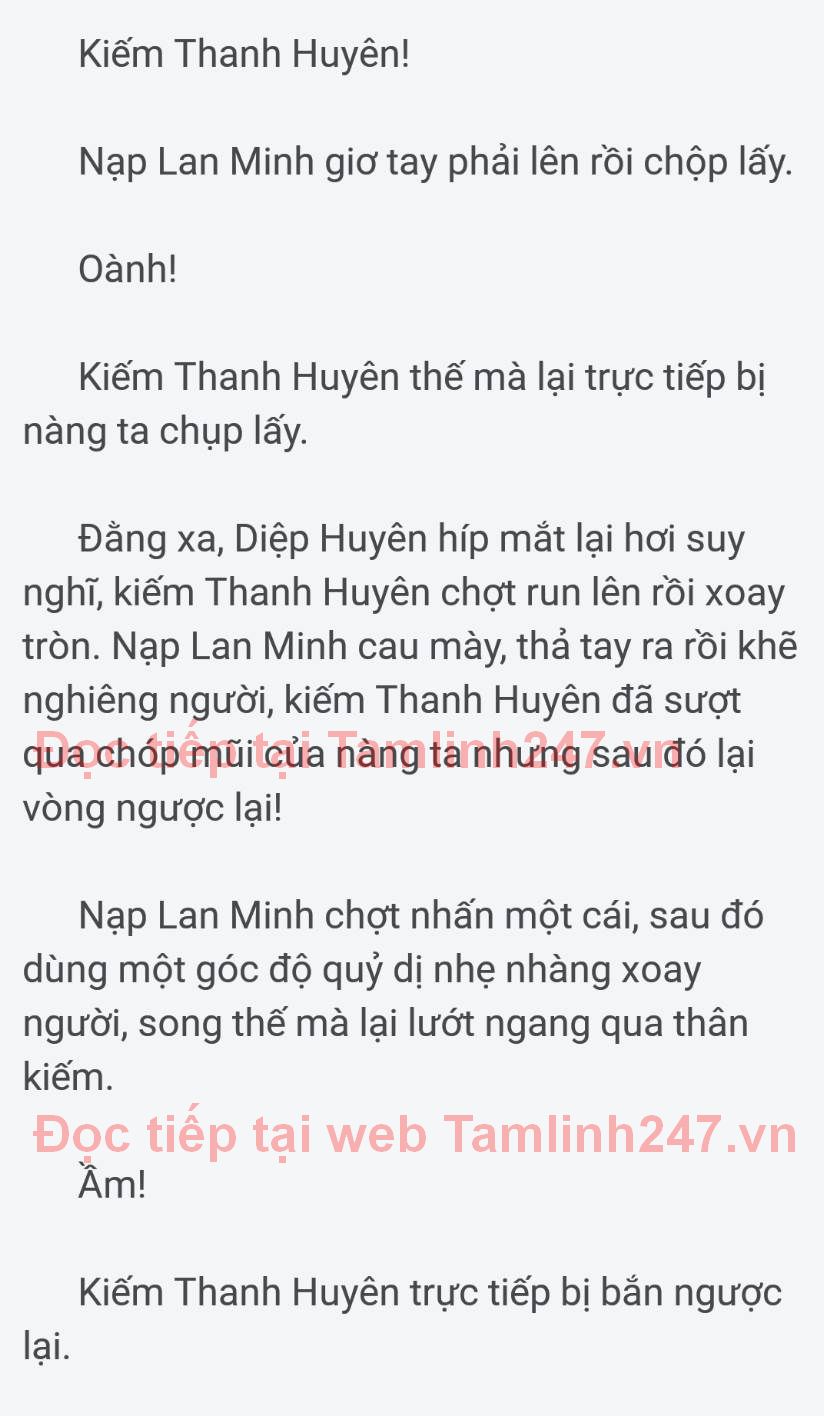 Kiếm Thanh Huyên!
Nạp Lan Minh giơ tay phải lên rồi chộp lấy.
Oành!
Kiếm Thanh Huyên thế mà lại trực tiếp bị
nàng ta chụp lấy.
Đằng xa, Diệp Huyên híp mắt lại hơi suy
nghĩ, kiếm Thanh Huyên chợt run lên rồi xoay
tròn. Nạp Lan Minh cau mày, thả tay ra rồi khẽ
nghiêng người, kiếm Thanh Huyên đã sượt
qua chóp mũi của nàng ta nhưng sau đó lại
Đọc tiếp tại Tamlinh247.vn
vòng ngược lại!
Nạp Lan Minh chợt nhấn một cái, sau đó
dùng một góc độ quỷ dị nhẹ nhàng xoay
người, song thế mà lại lướt ngang qua thân
kiếm.
Đọc tiếp tại web Tamlinh247.vn
Ầm!
Kiếm Thanh Huyên trực tiếp bị bắn ngược
lại.